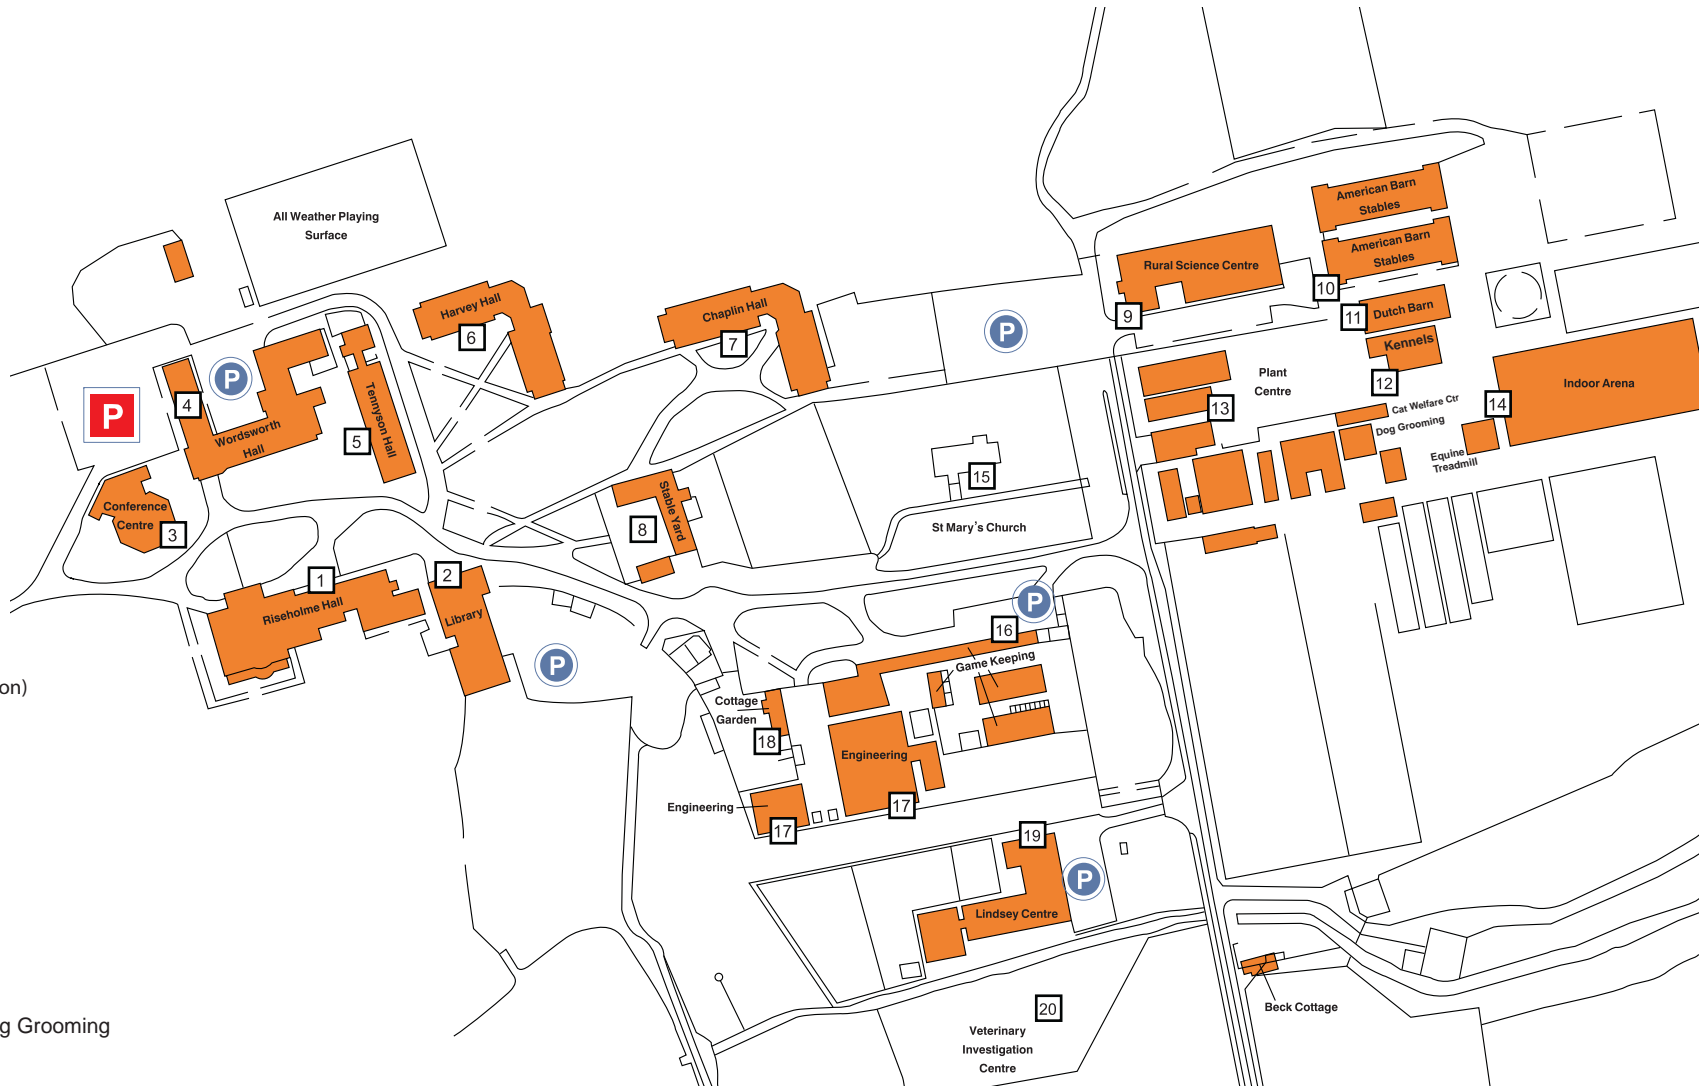 All Weather Playing
Surface
American Barn
Stables
American Barn
Stables
Rural Science Centre
10
9
Dutch Barn
11
Kennels
12
Harvey Hall
6
Chaplin Hall
7
P
P
P
4
Wordsworth
Hall
Tennyson Hall
5
Plant
Centre
13
Cat Welfare Ctr
Dog Grooming
14
Indoor Arena
Equine
Treadmill
Conference
Centre
3
Stable Yard
8
15
St Mary's Church
1
Riseholme Hall
2
Library
P
P
16
Game Keeping
on)
Cottage
Garden
18
Engineering
17
Engineering
17
19
P
Lindsey Centre
20
Veterinary
Investigation
Centre
Beck Cottage
g Grooming